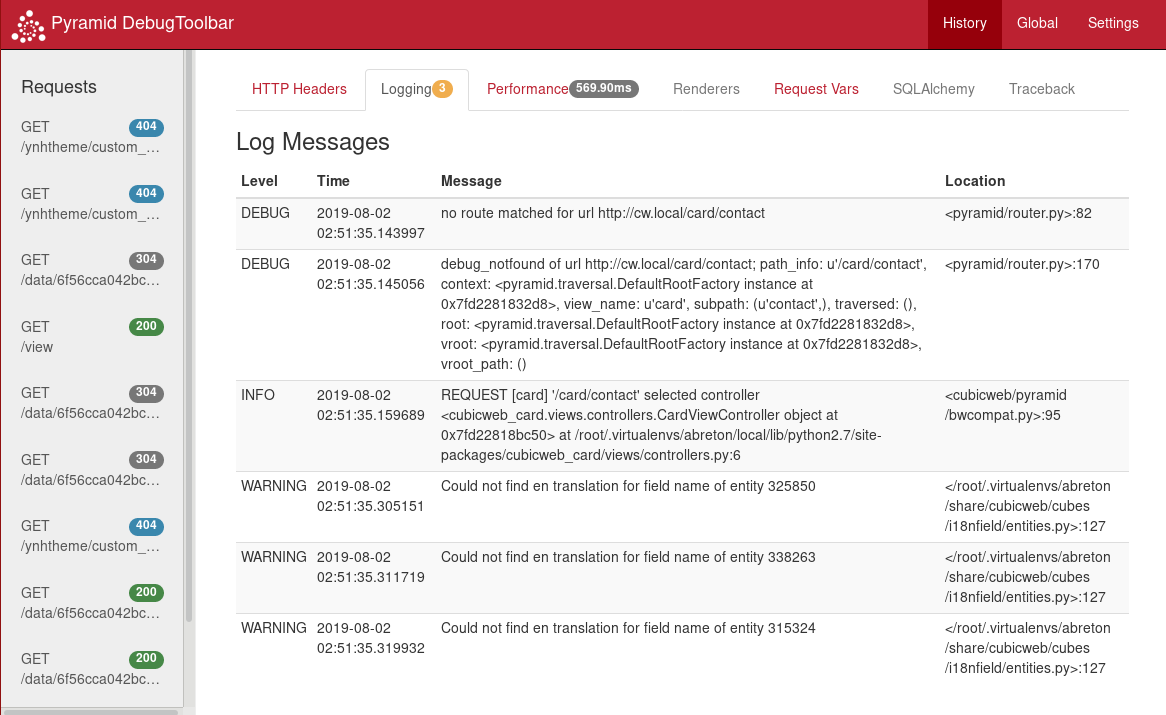 Pyramid DebugToolbar
History Global Settings
Requests
GET 404
/ynhtheme/custom_…
GET 404
/ynhtheme/custom_…
GET 304
/data/6f56cca042bc…
GET 200
/view
GET 304
/data/6f56cca042bc…
GET 304
/data/6f56cca042bc…
GET 404
/ynhtheme/custom_…
GET 200
/data/6f56cca042bc…
GET 200
/data/6f56cca042bc…
HTTP Headers Logging 3 Performance 569.90ms Renderers Request Vars SQLAlchemy Traceback
Log Messages
Level Time Message Location
DEBUG 2019-08-02 no route matched for url http://cw.local/card/contact <pyramid/router.py>:82
02:51:35.143997
DEBUG 2019-08-02 debug_notfound of url http://cw.local/card/contact; path_info: u'/card/contact', <pyramid/router.py>:170
02:51:35.145056 context: <pyramid.traversal.DefaultRootFactory instance at
0x7fd2281832d8>, view_name: u'card', subpath: (u'contact',), traversed: (),
root: <pyramid.traversal.DefaultRootFactory instance at 0x7fd2281832d8>,
vroot: <pyramid.traversal.DefaultRootFactory instance at 0x7fd2281832d8>,
vroot_path: ()
INFO 2019-08-02 REQUEST [card] '/card/contact' selected controller <cubicweb/pyramid
02:51:35.159689 <cubicweb_card.views.controllers.CardViewController object at /bwcompat.py>:95
0x7fd22818bc50> at /root/.virtualenvs/abreton/local/lib/python2.7/site-
packages/cubicweb_card/views/controllers.py:6
WARNING 2019-08-02 Could not find en translation for field name of entity 325850 </root/.virtualenvs/abreton
02:51:35.305151 /share/cubicweb/cubes
/i18nfield/entities.py>:127
WARNING 2019-08-02 Could not find en translation for field name of entity 338263 </root/.virtualenvs/abreton
02:51:35.311719 /share/cubicweb/cubes
/i18nfield/entities.py>:127
WARNING 2019-08-02 Could not find en translation for field name of entity 315324 </root/.virtualenvs/abreton
02:51:35.319932 /share/cubicweb/cubes
/i18nfield/entities.py>:127